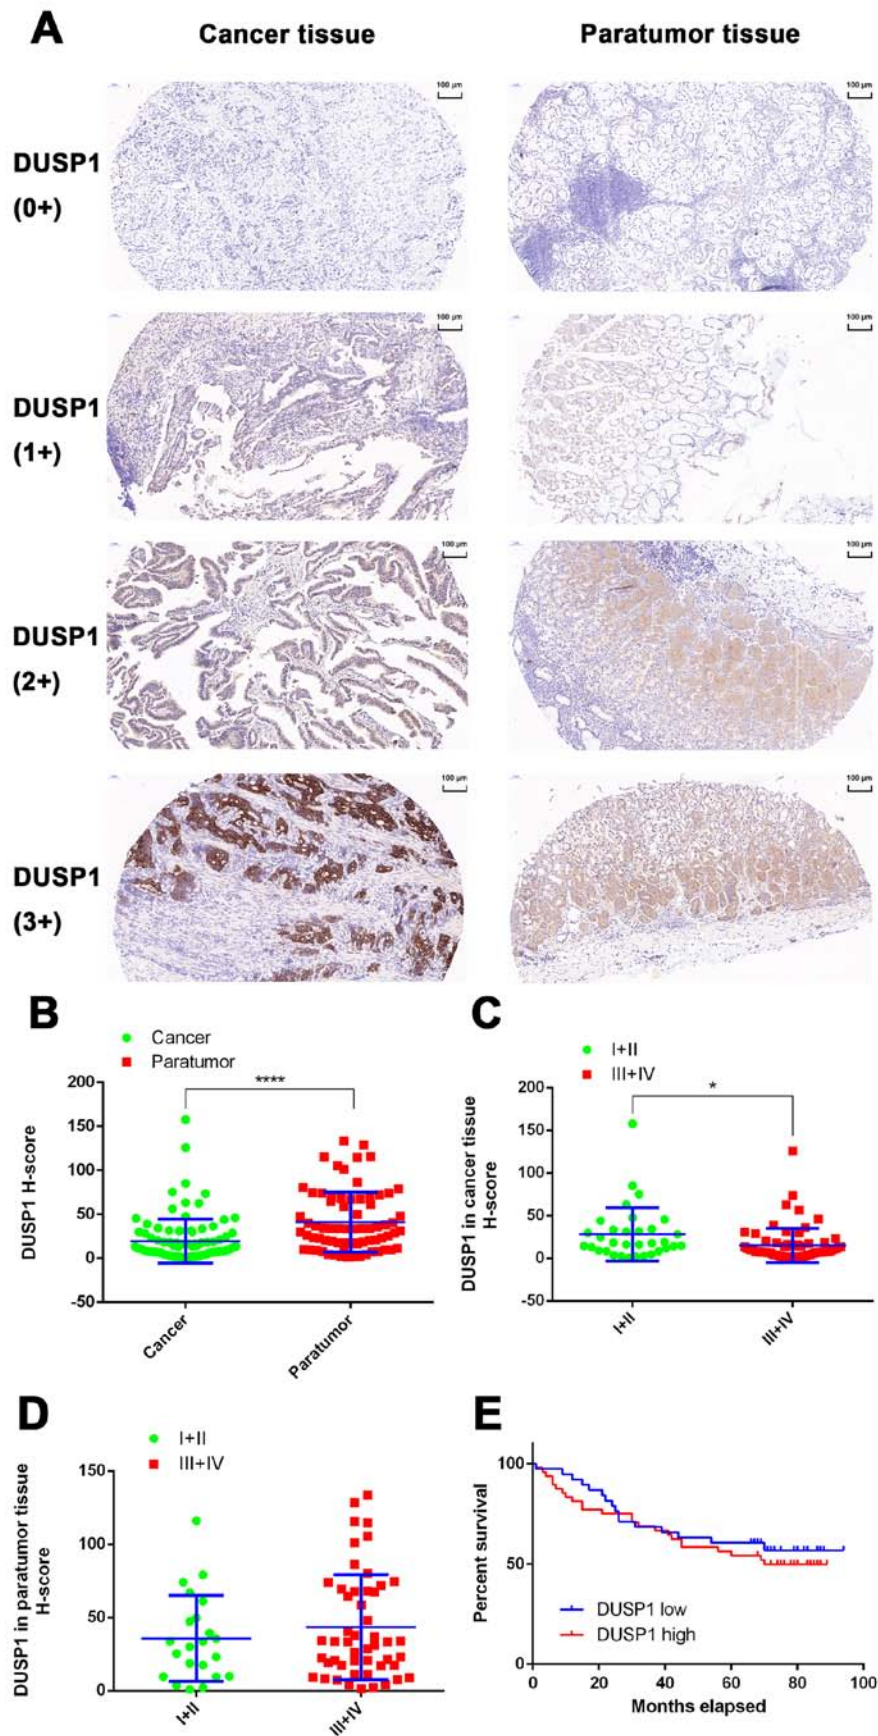 A
Cancer tissue
Paratumor tissue
DUSP1
(0+)
100 µm
100 µm
DUSP1
(1+)
100 µm
100 µm
DUSP1
(2+)
100 µm
100 µm
DUSP1
(3+)
100 µm
100 µm
B
Cancer
Paratumor
DUSP1 H-score
200
150
100
50
0
-50
****
Cancer
Paratumor
C
I+II
III+IV
DUSP1 in cancer tissue
H-score
200
150
100
50
0
-50
*
I+II
III+IV
D
I+II
III+IV
DUSP1 in paratumor tissue
H-score
150
100
50
0
I+II
III+IV
E
Percent survival
100
50
0
DUSP1 low
DUSP1 high
0
20
40
60
80
100
Months elapsed